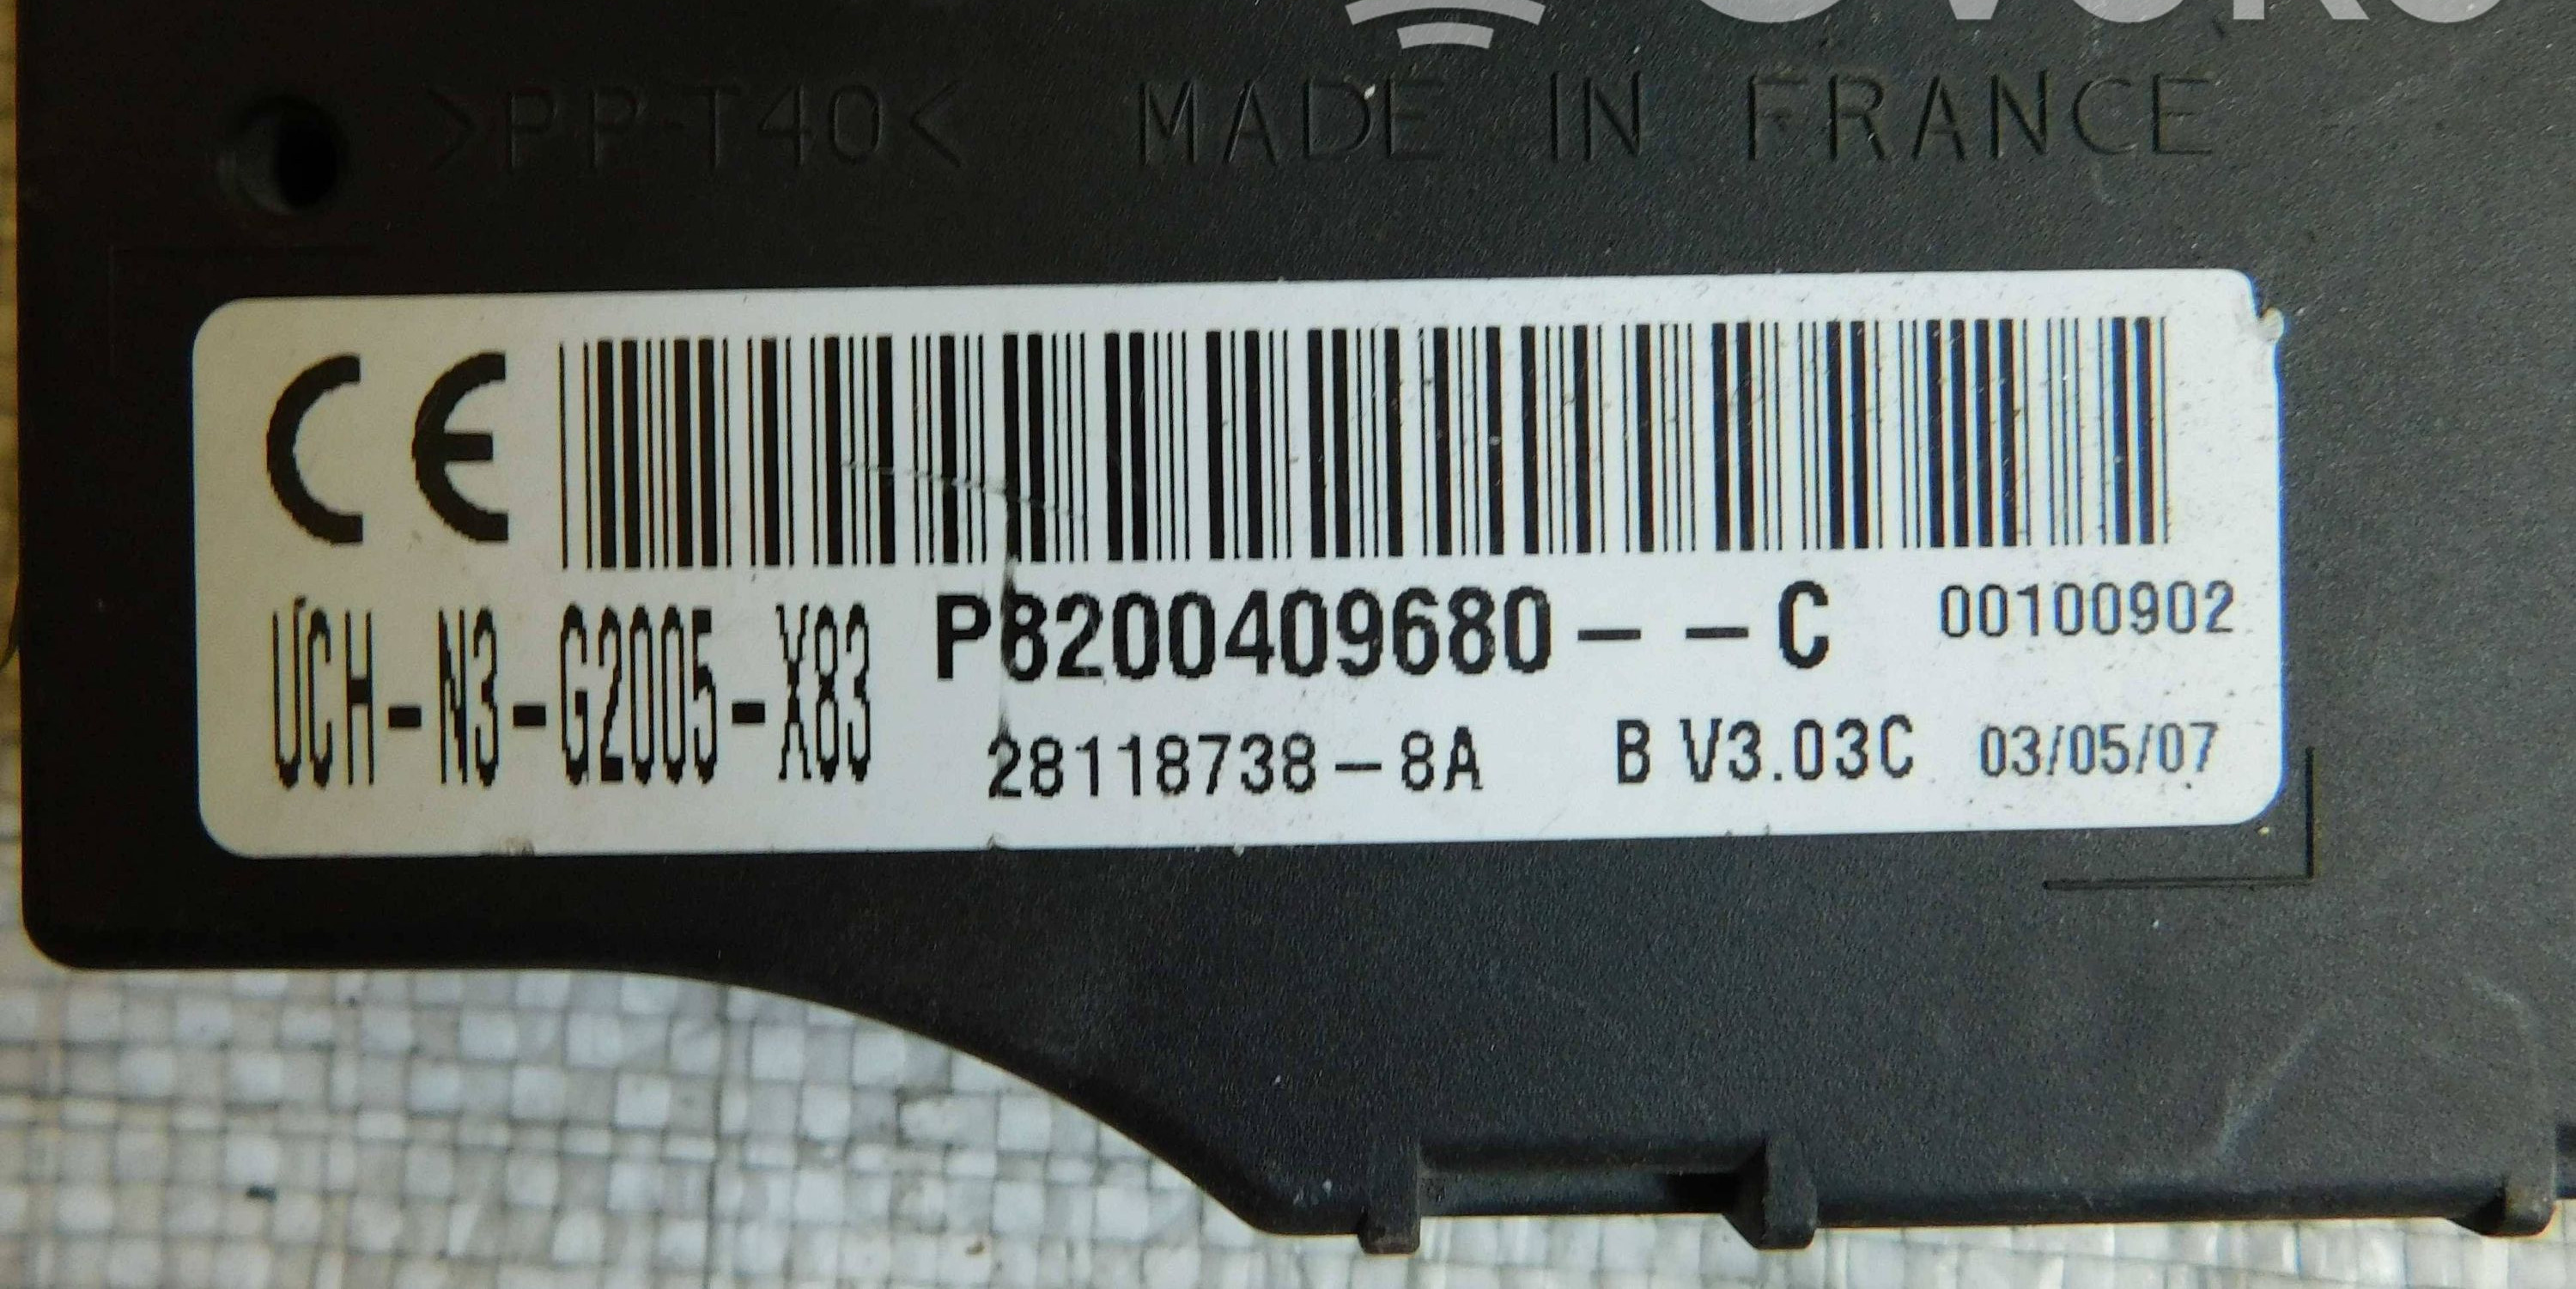 >PP-T40< MADE IN FRANCE
CE
UCH-N3-G2005-X83 P8200409680--C 00100902
28118738-8A B V3.03C 03/05/07